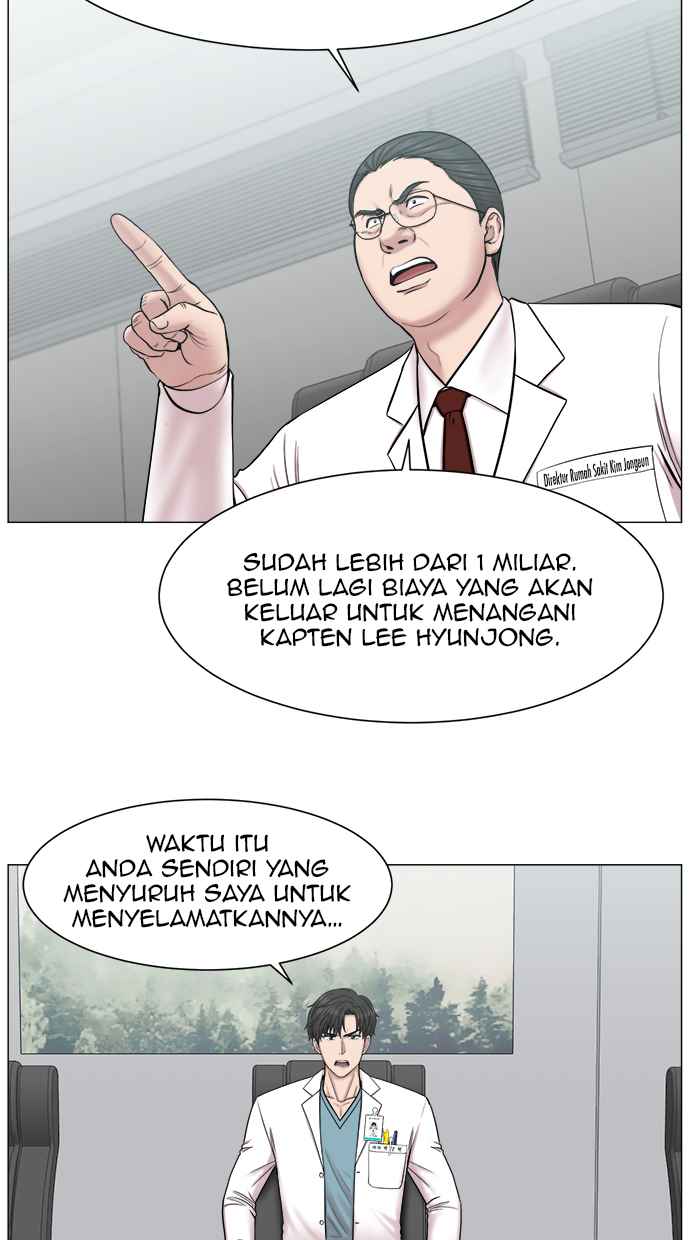 Direktur Rumah Sakit Kim Jongeun
SUDAH LEBIH DARI 1 MILIAR.
BELUM LAGI BIAYA YANG AKAN
KELUAR UNTUK MENANGANI
KAPTEN LEE HYUNJONG.
WAKTU ITU
ANDA SENDIRI YANG
MENYURUH SAYA UNTUK
MENYELAMATKANNYA...